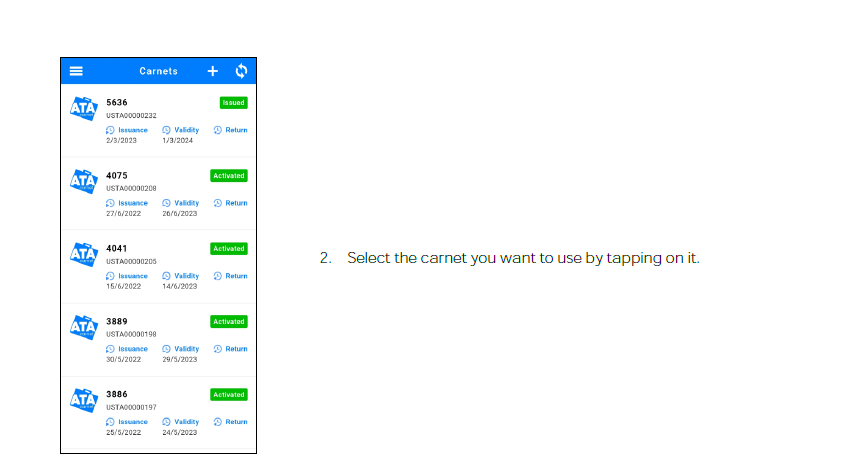 Carnets
ATA
5636
Issued
USTA00000232
Issuance Validity Return
2/3/2023 1/3/2024
ATA
4075
Activated
USTA00000208
Issuance Validity Return
27/6/2022 26/6/2023
ATA
4041
Activated
USTA00000205
Issuance Validity Return
15/6/2022 14/6/2023
ATA
3889
Activated
USTA00000198
Issuance Validity Return
30/5/2022 29/5/2023
ATA
3886
Activated
USTA00000197
Issuance Validity Return
25/5/2022 24/5/2023
2. Select the carnet you want to use by tapping on it.